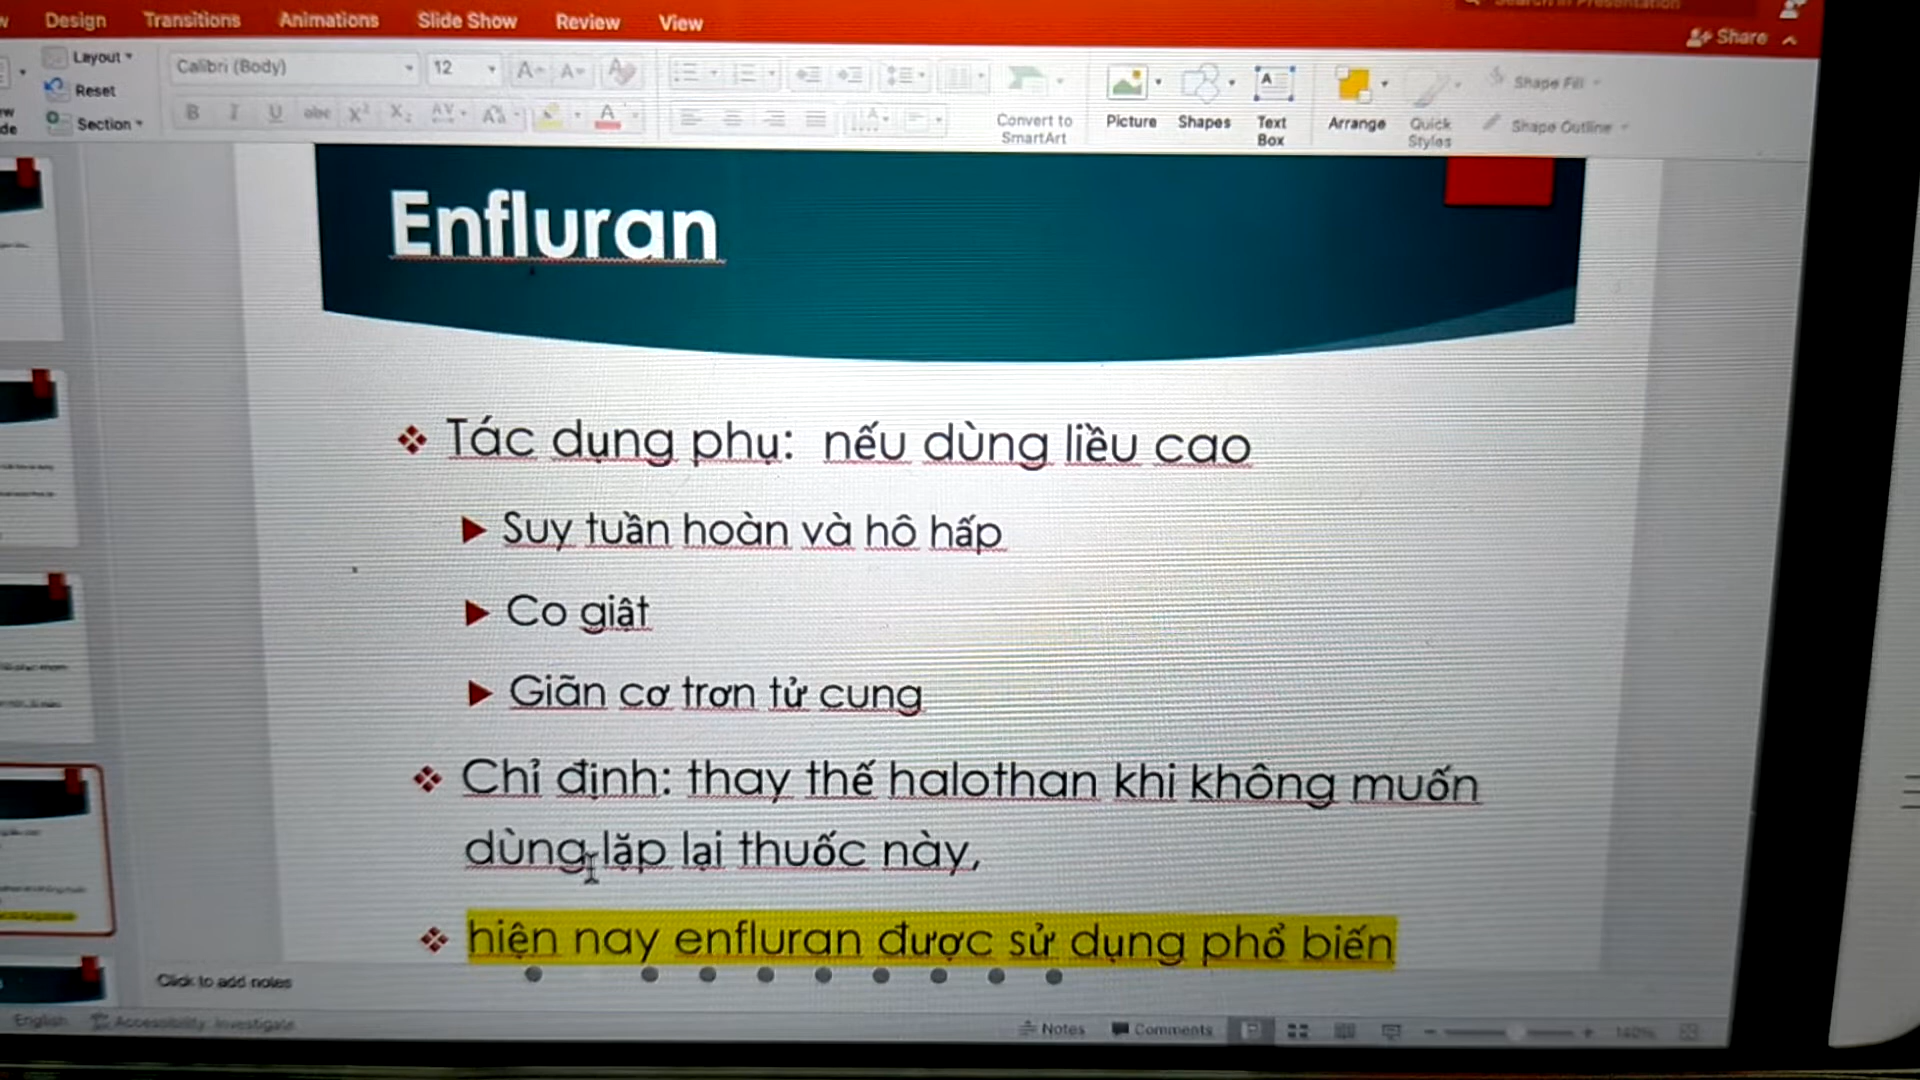 Design Transitions Animations Slide Show Review View
Share
Layout
Calibri (Body) 12
Reset
Section
Convert to SmartArt
Picture Shapes Text Box Arrange Quick Styles
Shape Fill
Shape Outline
Enfluran
Tác dụng phụ: nếu dùng liều cao
Suy tuần hoàn và hô hấp
Co giật
Giãn cơ trơn tử cung
Chỉ định: thay thế halothan khi không muốn
dùng lặp lại thuốc này,
hiện nay enfluran được sử dụng phổ biến
Click to add notes
English Accessibility: Investigate
Notes Comments 140%